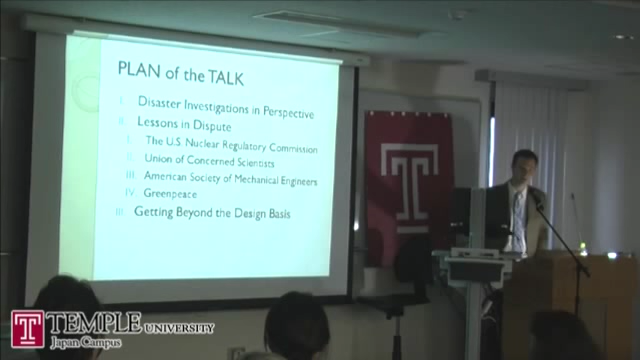 PLAN of the TALK
I. Disaster Investigations in Perspective
II. Lessons in Dispute
I. The U.S. Nuclear Regulatory Commission
II. Union of Concerned Scientists
III. American Society of Mechanical Engineers
IV. Greenpeace
III. Getting Beyond the Design Basis
T
T TEMPLE UNIVERSITY
Japan Campus